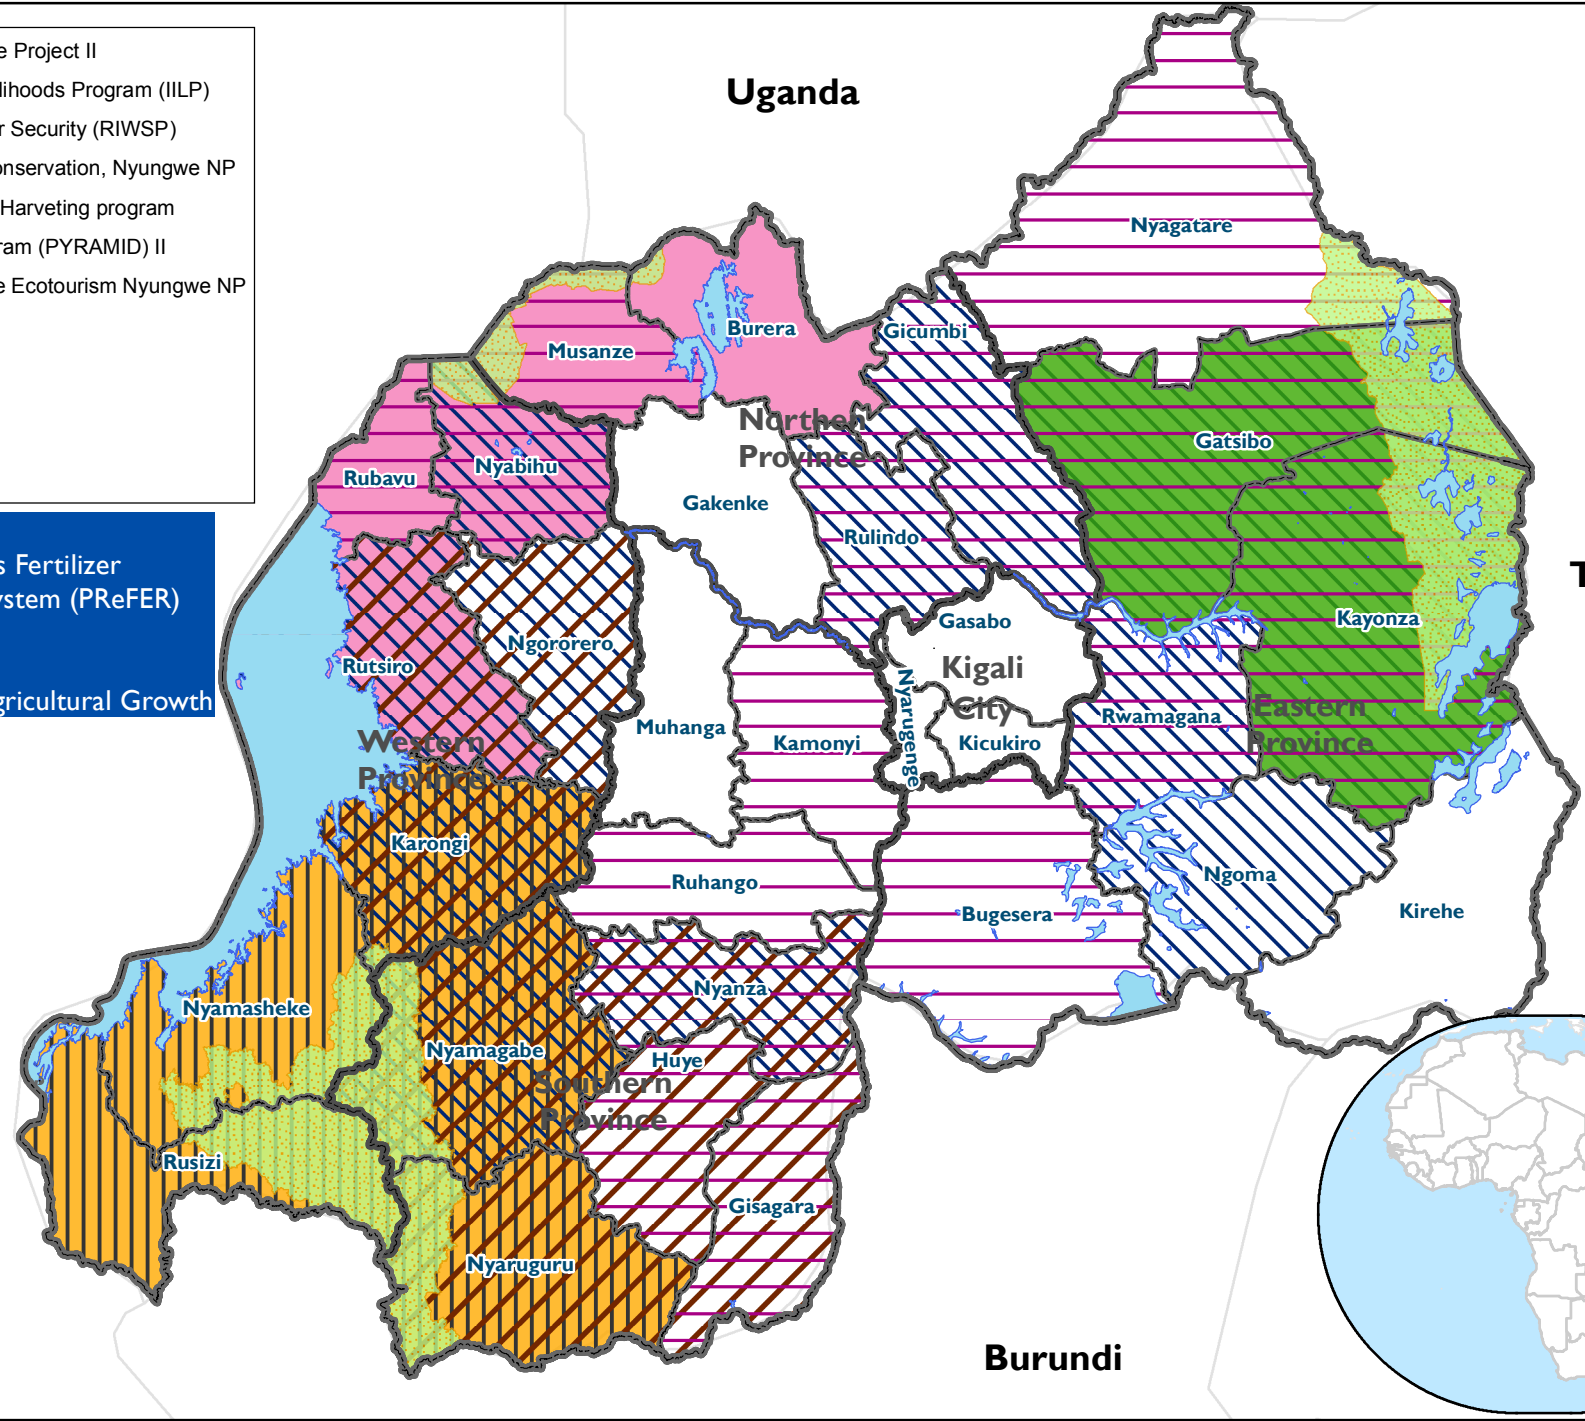 e Project II
lihoods Program (IILP)
r Security (RIWSP)
onservation, Nyungwe NP
Harveting program
ram (PYRAMID) II
e Ecotourism Nyungwe NP
s Fertilizer
ystem (PReFER)
gricultural Growth
Uganda
Nyagatare
Burera
Gicumbi
Musanze
Northen
Province
Gatsibo
Nyabihu
Rubavu
Gakenke
Rulindo
T
Kayonza
Gasabo
Ngororero
Rutsiro
Kigali
City
Nyarugenge
Kicukiro
Muhanga
Kamonyi
Rwamagana
Eastern
Province
Western
Province
Karongi
Ruhango
Ngoma
Bugesera
Kirehe
Nyanza
Nyamasheke
Nyamagabe
Huye
Southern
Province
Rusizi
Gisagara
Nyaruguru
Burundi